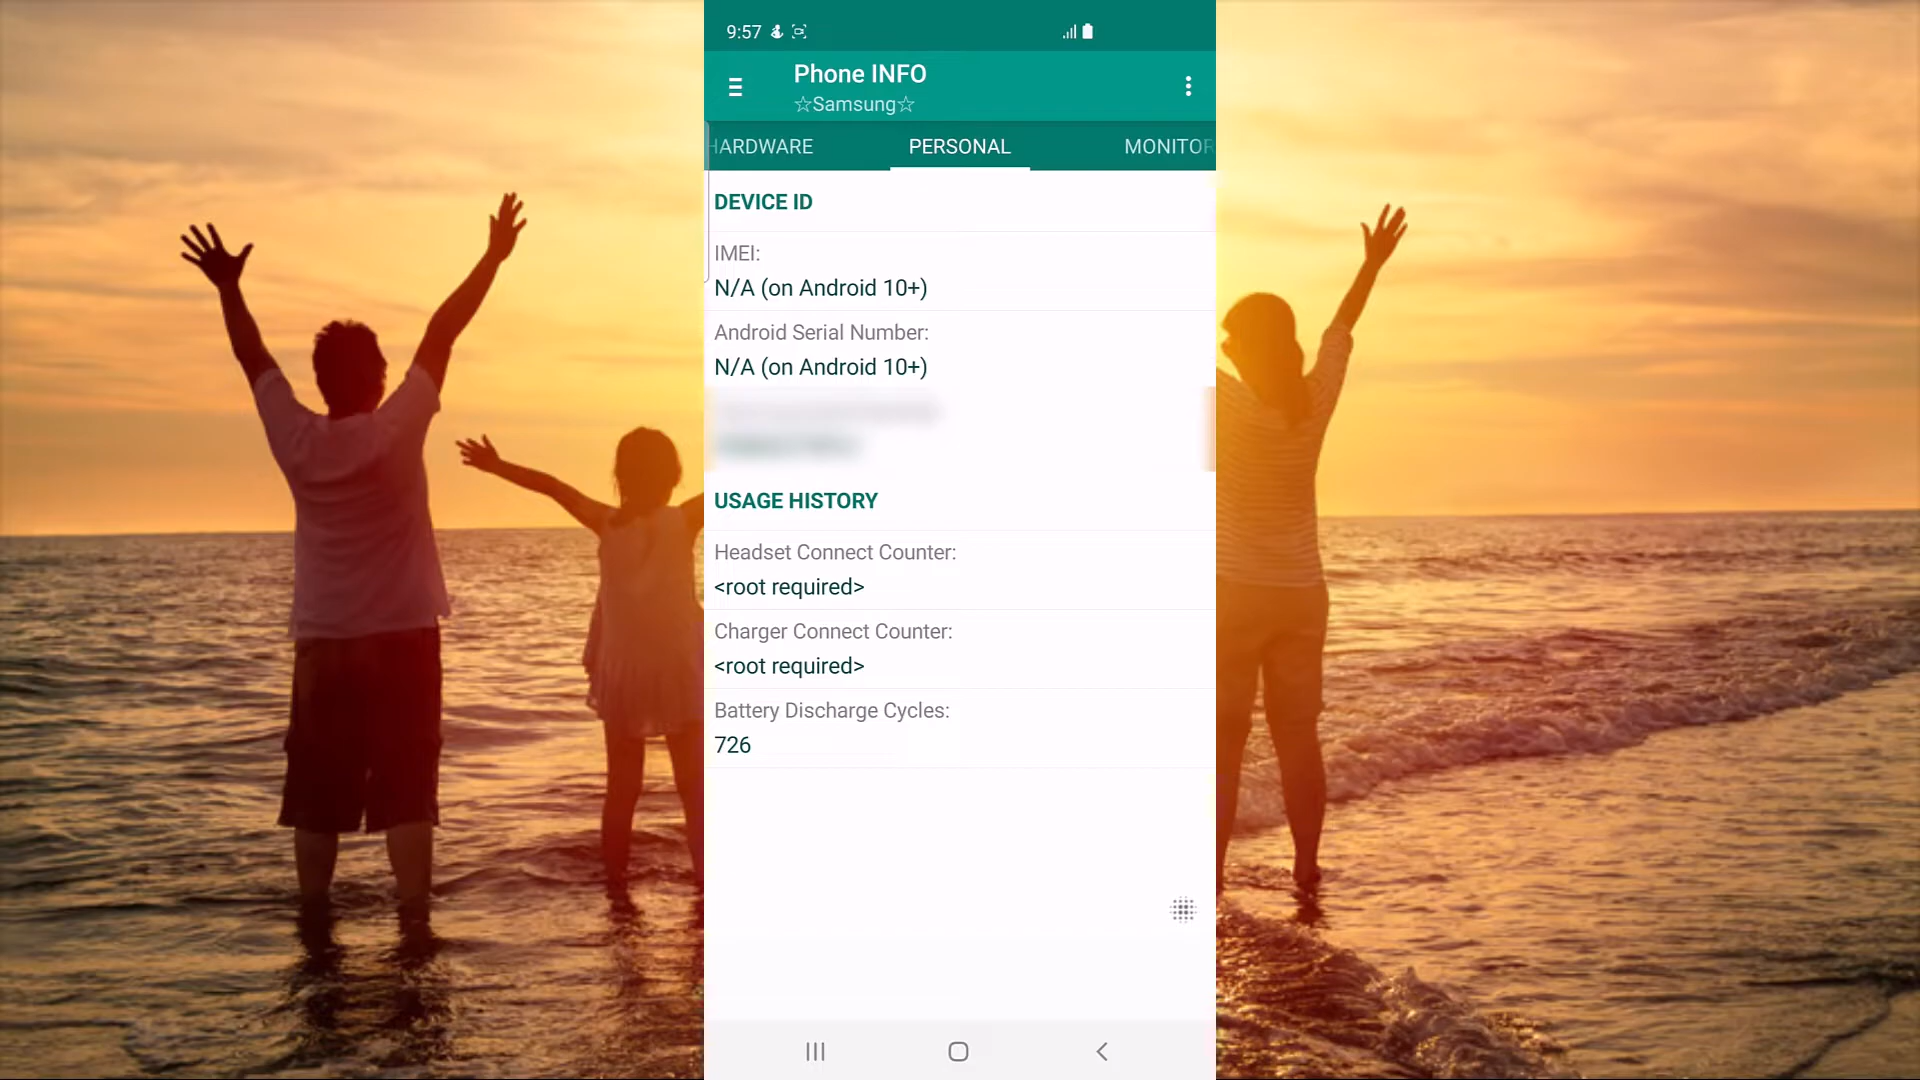 9:57
Phone INFO
☆Samsung☆
HARDWARE PERSONAL MONITOR
DEVICE ID
IMEI:
N/A (on Android 10+)
Android Serial Number:
N/A (on Android 10+)
USAGE HISTORY
Headset Connect Counter:
<root required>
Charger Connect Counter:
<root required>
Battery Discharge Cycles:
726